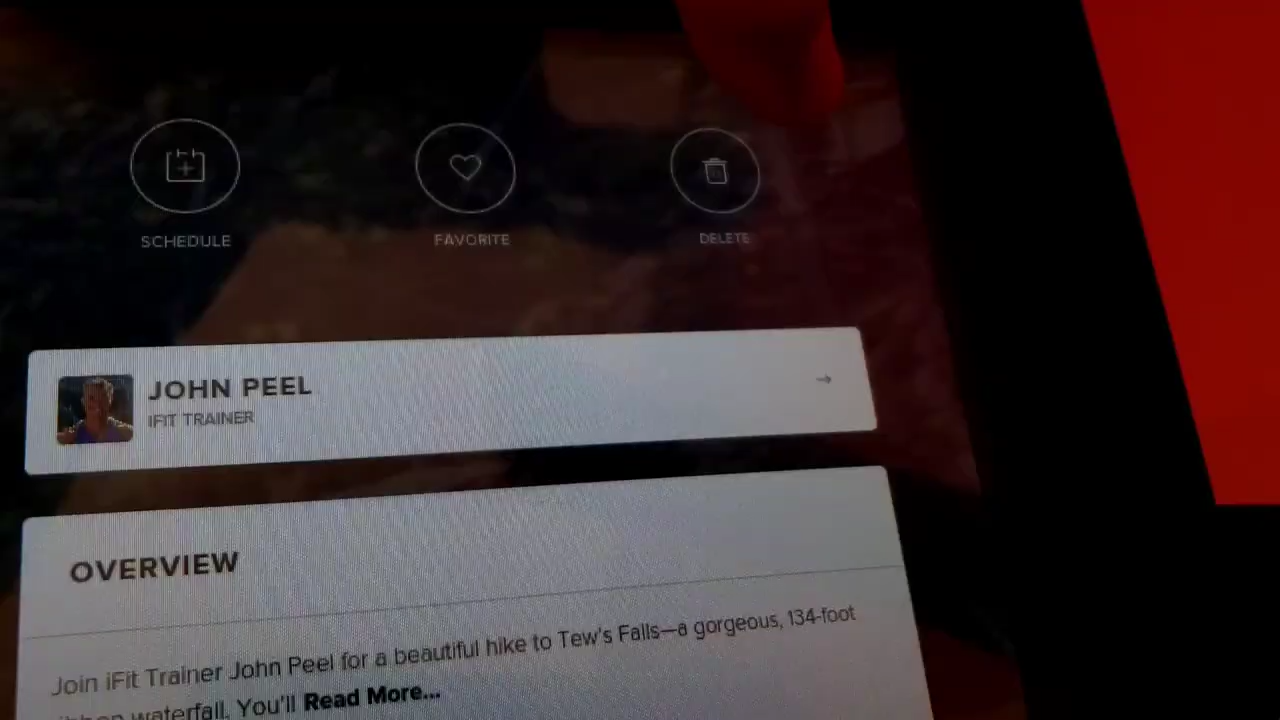 SCHEDULE FAVORITE DELETE
JOHN PEEL
IFIT TRAINER
OVERVIEW
Join iFit Trainer John Peel for a beautiful hike to Tew's Falls—a gorgeous, 134-foot
waterfall. You'll Read More...